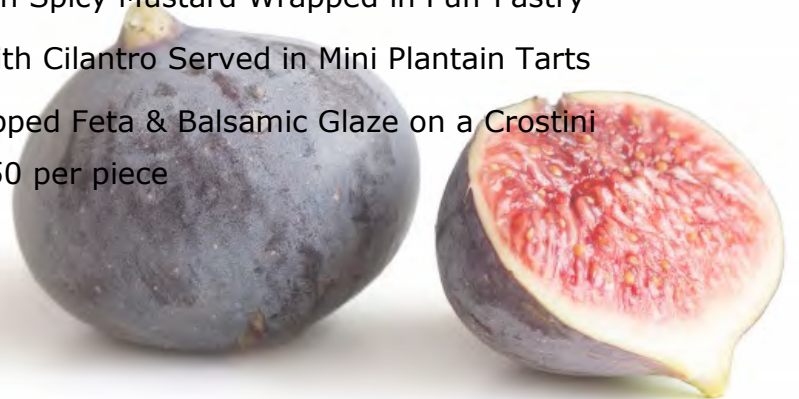 Spicy Mustard Wrapped in Puff Pastry
Cilantro Served in Mini Plantain Tarts
Feta & Balsamic Glaze on a Crostini
per piece